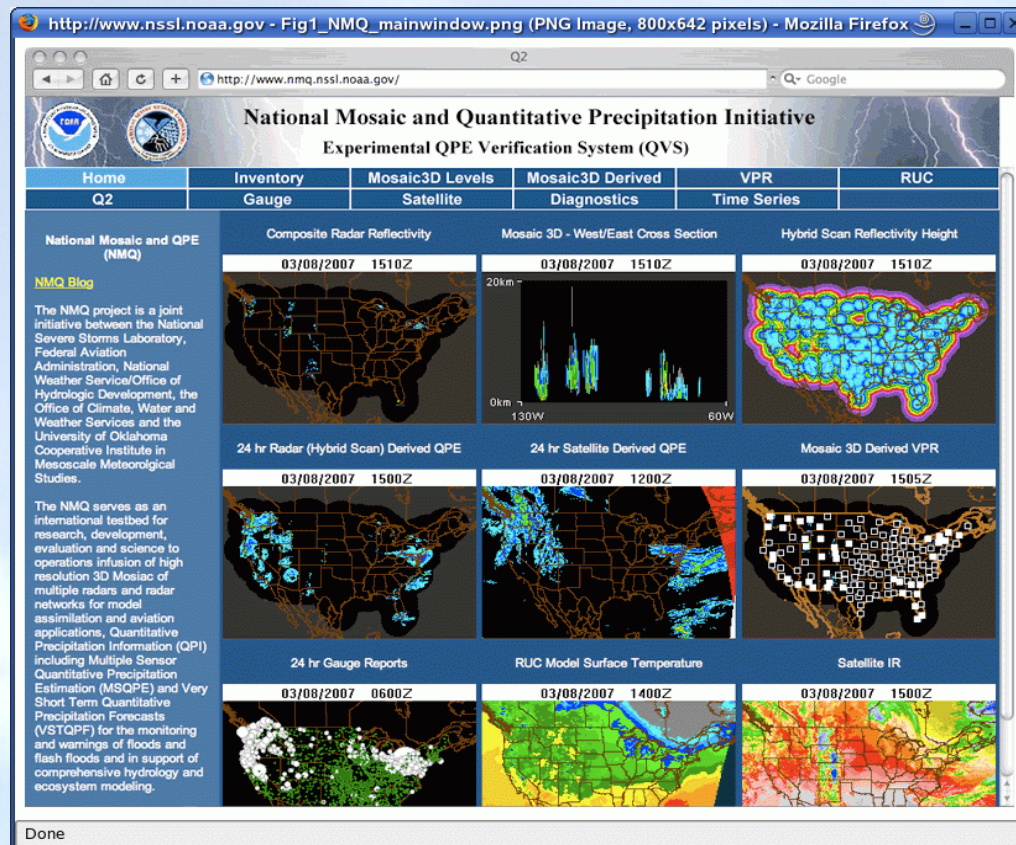 http://www.nssl.noaa.gov - Fig1_NMQ_mainwindow.png (PNG Image, 800x642 pixels) - Mozilla Firefox
Q2
http://www.nmq.nssl.noaa.gov/
Google
NOAA
National Mosaic and Quantitative Precipitation Initiative
Experimental QPE Verification System (QVS)
Home Inventory Mosaic3D Levels Mosaic3D Derived VPR RUC
Q2 Gauge Satellite Diagnostics Time Series
National Mosaic and QPE
(NMQ)
NMQ Blog
The NMQ project is a joint
initiative between the National
Severe Storms Laboratory,
Federal Aviation
Administration, National
Weather Service/Office of
Hydrologic Development, the
Office of Climate, Water and
Weather Services and the
University of Oklahoma
Cooperative Institute in
Mesoscale Meteorolgical
Studies.
The NMQ serves as an
international testbed for
research, development,
evaluation and science to
operations infusion of high
resolution 3D Mosiac of
multiple radars and radar
networks for model
assimilation and aviation
applications, Quantitative
Precipitation Information (QPI)
including Multiple Sensor
Quantitative Precipitation
Estimation (MSQPE) and Very
Short Term Quantitative
Precipitation Forecasts
(VSTQPF) for the monitoring
and warnings of floods and
flash floods and in support of
comprehensive hydrology and
ecosystem modeling.
Composite Radar Reflectivity
03/08/2007 1510Z
Mosaic 3D - West/East Cross Section
03/08/2007 1510Z
20km
0km
130W 60W
Hybrid Scan Reflectivity Height
03/08/2007 1510Z
24 hr Radar (Hybrid Scan) Derived QPE
03/08/2007 1500Z
24 hr Satellite Derived QPE
03/08/2007 1200Z
Mosaic 3D Derived VPR
03/08/2007 1505Z
24 hr Gauge Reports
03/08/2007 0600Z
RUC Model Surface Temperature
03/08/2007 1400Z
Satellite IR
03/08/2007 1500Z
Done